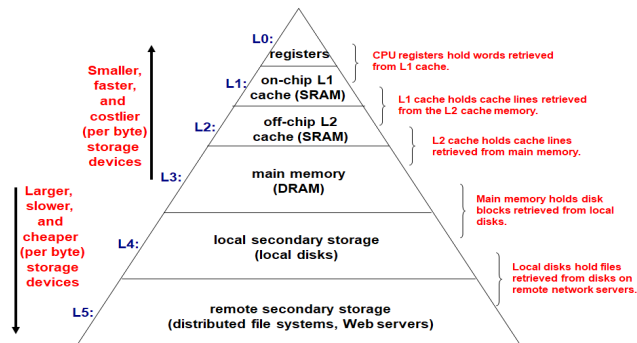 L0:
registers
CPU registers hold words retrieved
from L1 cache.
Smaller,
faster,
and
costlier
(per byte)
storage
devices
L1:
on-chip L1
cache (SRAM)
L1 cache holds cache lines retrieved
from the L2 cache memory.
L2:
off-chip L2
cache (SRAM)
L2 cache holds cache lines
retrieved from main memory.
L3:
main memory
(DRAM)
Main memory holds disk
blocks retrieved from local
disks.
Larger,
slower,
and
cheaper
(per byte)
storage
devices
L4:
local secondary storage
(local disks)
Local disks hold files
retrieved from disks on
remote network servers.
L5:
remote secondary storage
(distributed file systems, Web servers)